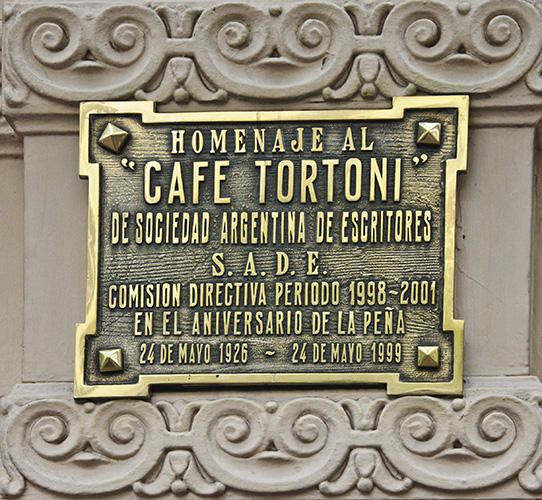 HOMENAJE AL
"CAFE TORTONI"
DE SOCIEDAD ARGENTINA DE ESCRITORES
S.A.D.E.
COMISION DIRECTIVA PERIODO 1998-2001
EN EL ANIVERSARIO DE LA PEÑA
24 DE MAYO 1926 ~ 24 DE MAYO 1999